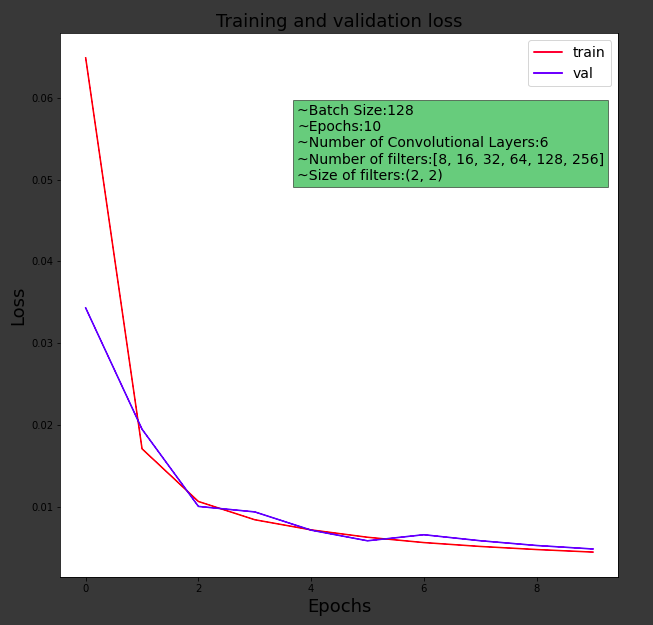 Training and validation loss
train
val
~Batch Size:128
~Epochs:10
~Number of Convolutional Layers:6
~Number of filters:[8, 16, 32, 64, 128, 256]
~Size of filters:(2, 2)
0.06
0.05
0.04
0.03
0.02
0.01
Loss
0
2
4
6
8
Epochs